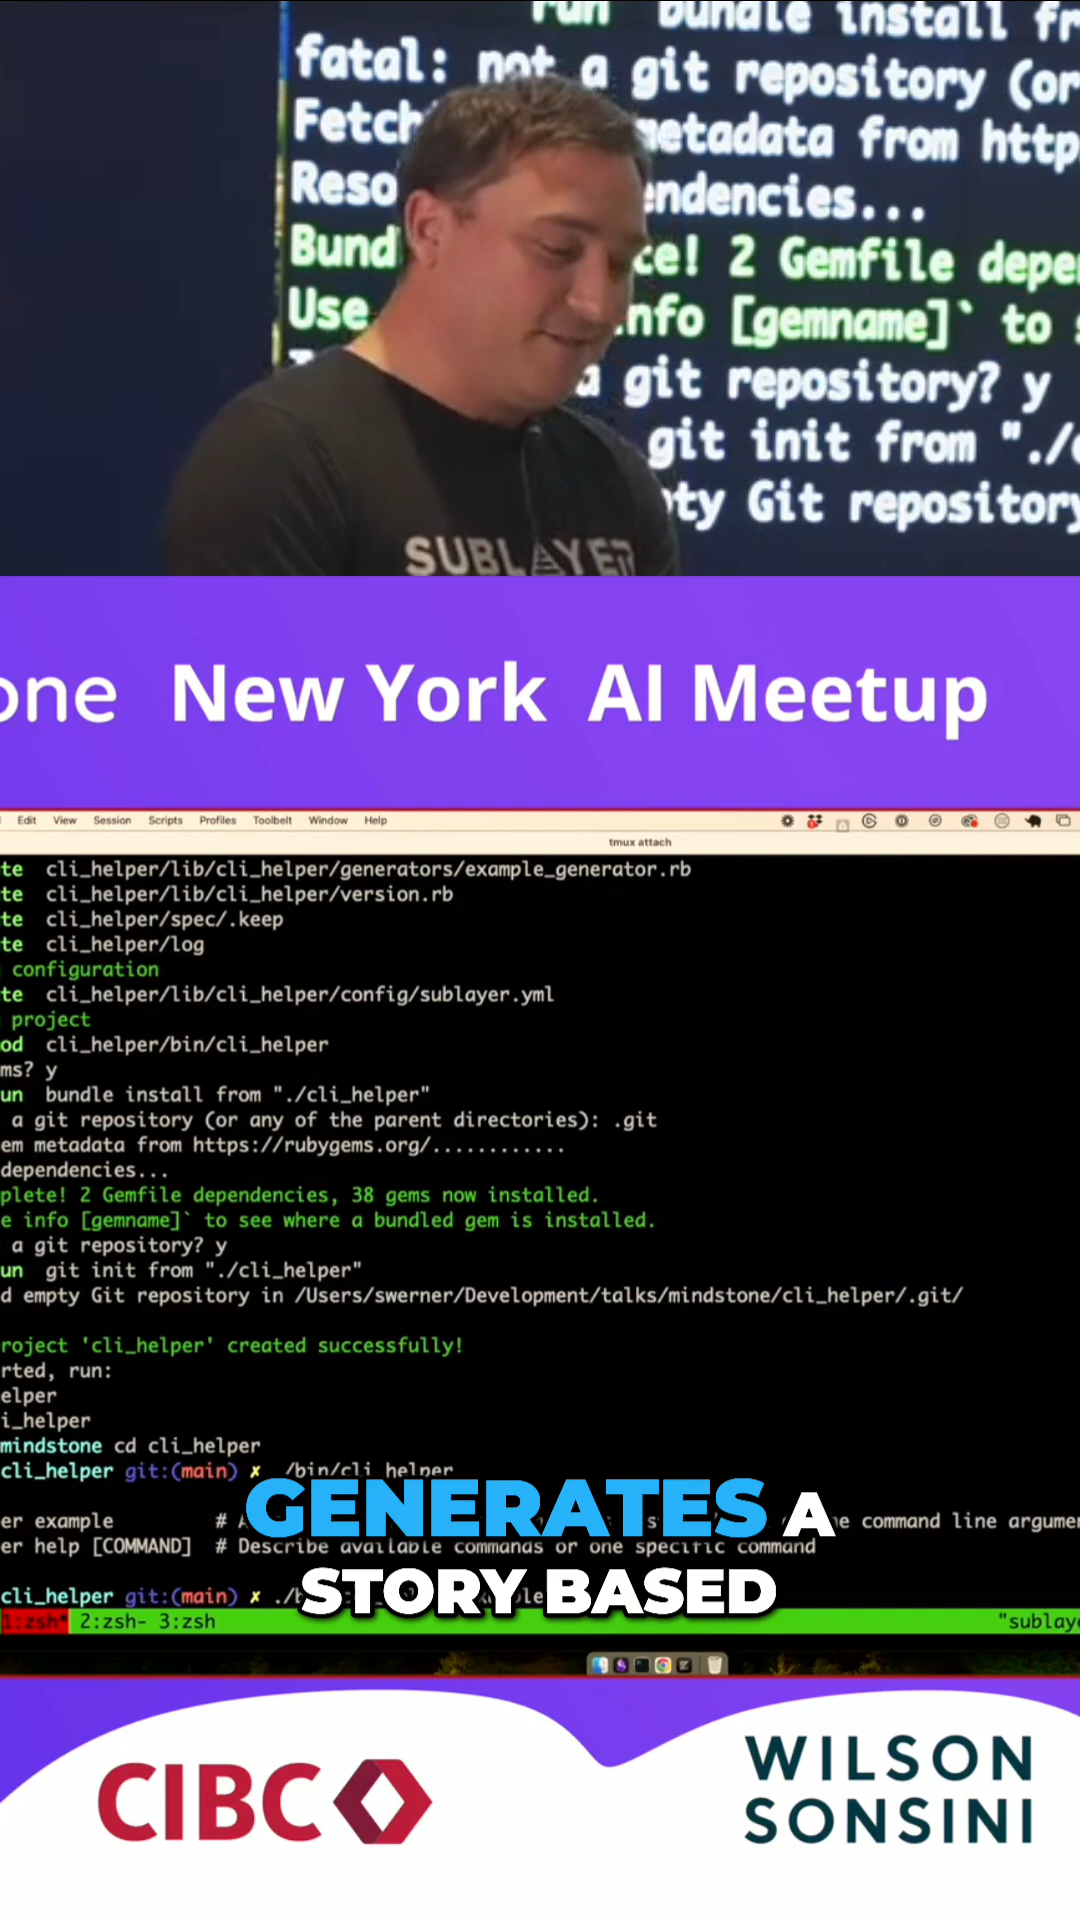 run bundle install fr
fatal: not a git repository (or
Fetch metadata from http
Reso endencies...
Bund te! 2 Gemfile depe
Use info [gemname]` to s
a git repository? y
git init from "./c
ty Git repository
SUBLAYER
one New York AI Meetup
Edit View Session Scripts Profiles Toolbelt Window Help
tmux attach
te cli_helper/lib/cli_helper/generators/example_generator.rb
te cli_helper/lib/cli_helper/version.rb
te cli_helper/spec/.keep
te cli_helper/log
configuration
te cli_helper/lib/cli_helper/config/sublayer.yml
project
od cli_helper/bin/cli_helper
ms? y
un bundle install from "./cli_helper"
a git repository (or any of the parent directories): .git
em metadata from https://rubygems.org/............
dependencies...
plete! 2 Gemfile dependencies, 38 gems now installed.
e info [gemname]` to see where a bundled gem is installed.
a git repository? y
un git init from "./cli_helper"
d empty Git repository in /Users/swerner/Development/talks/mindstone/cli_helper/.git/
roject 'cli_helper' created successfully!
rted, run:
elper
i_helper
mindstone cd cli_helper
cli_helper git:(main) ✗ ./bin/cli_helper
er example # A command line argumen
er help [COMMAND] # Describe available commands or one specific command
cli_helper git:(main) ✗ ./b
GENERATES A
STORY BASED
1:zsh* 2:zsh- 3:zsh "sublaye
CIBC
WILSON
SONSINI